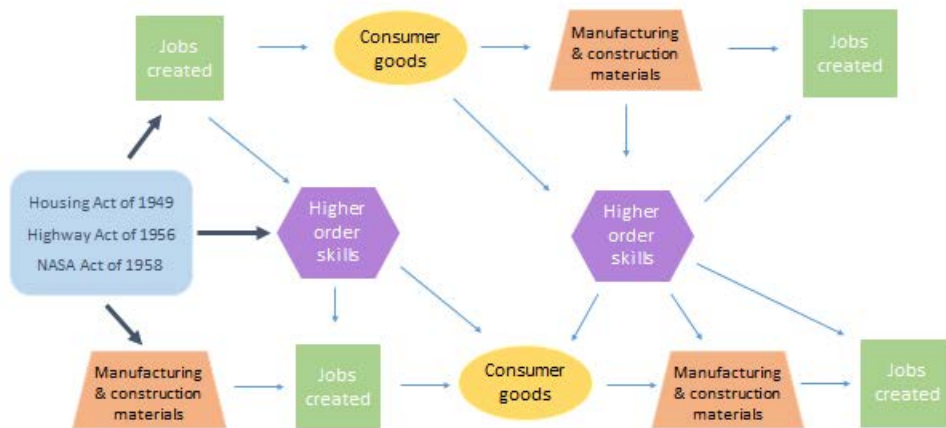 Jobs
created
Consumer
goods
Manufacturing
& construction
materials
Jobs
created
Housing Act of 1949
Highway Act of 1956
NASA Act of 1958
Higher
order
skills
Higher
order
skills
Manufacturing
& construction
materials
Jobs
created
Consumer
goods
Manufacturing
& construction
materials
Jobs
created